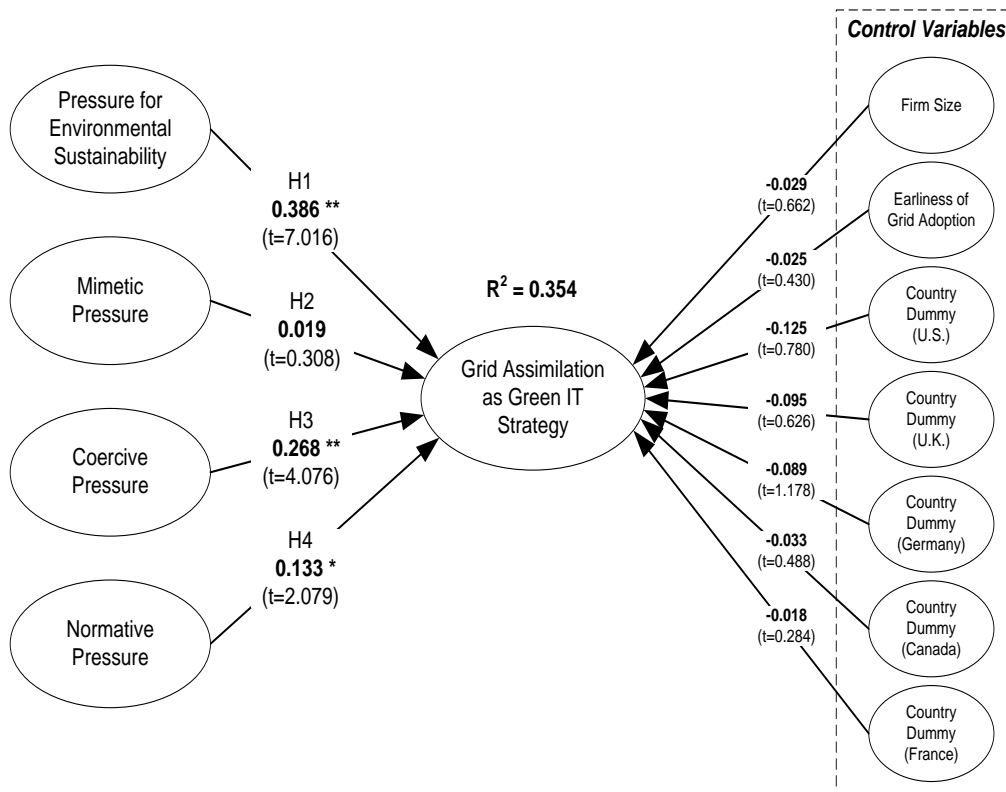 Control Variables
Pressure for
Environmental
Sustainability
H1
0.386 **
(t=7.016)
Mimetic
Pressure
H2
0.019
(t=0.308)
Coercive
Pressure
H3
0.268 **
(t=4.076)
Normative
Pressure
H4
0.133 *
(t=2.079)
R² = 0.354
Grid Assimilation
as Green IT
Strategy
Firm Size
-0.029
(t=0.662)
Earliness of
Grid Adoption
-0.025
(t=0.430)
Country
Dummy
(U.S.)
-0.125
(t=0.780)
Country
Dummy
(U.K.)
-0.095
(t=0.626)
Country
Dummy
(Germany)
-0.089
(t=1.178)
Country
Dummy
(Canada)
-0.033
(t=0.488)
Country
Dummy
(France)
-0.018
(t=0.284)